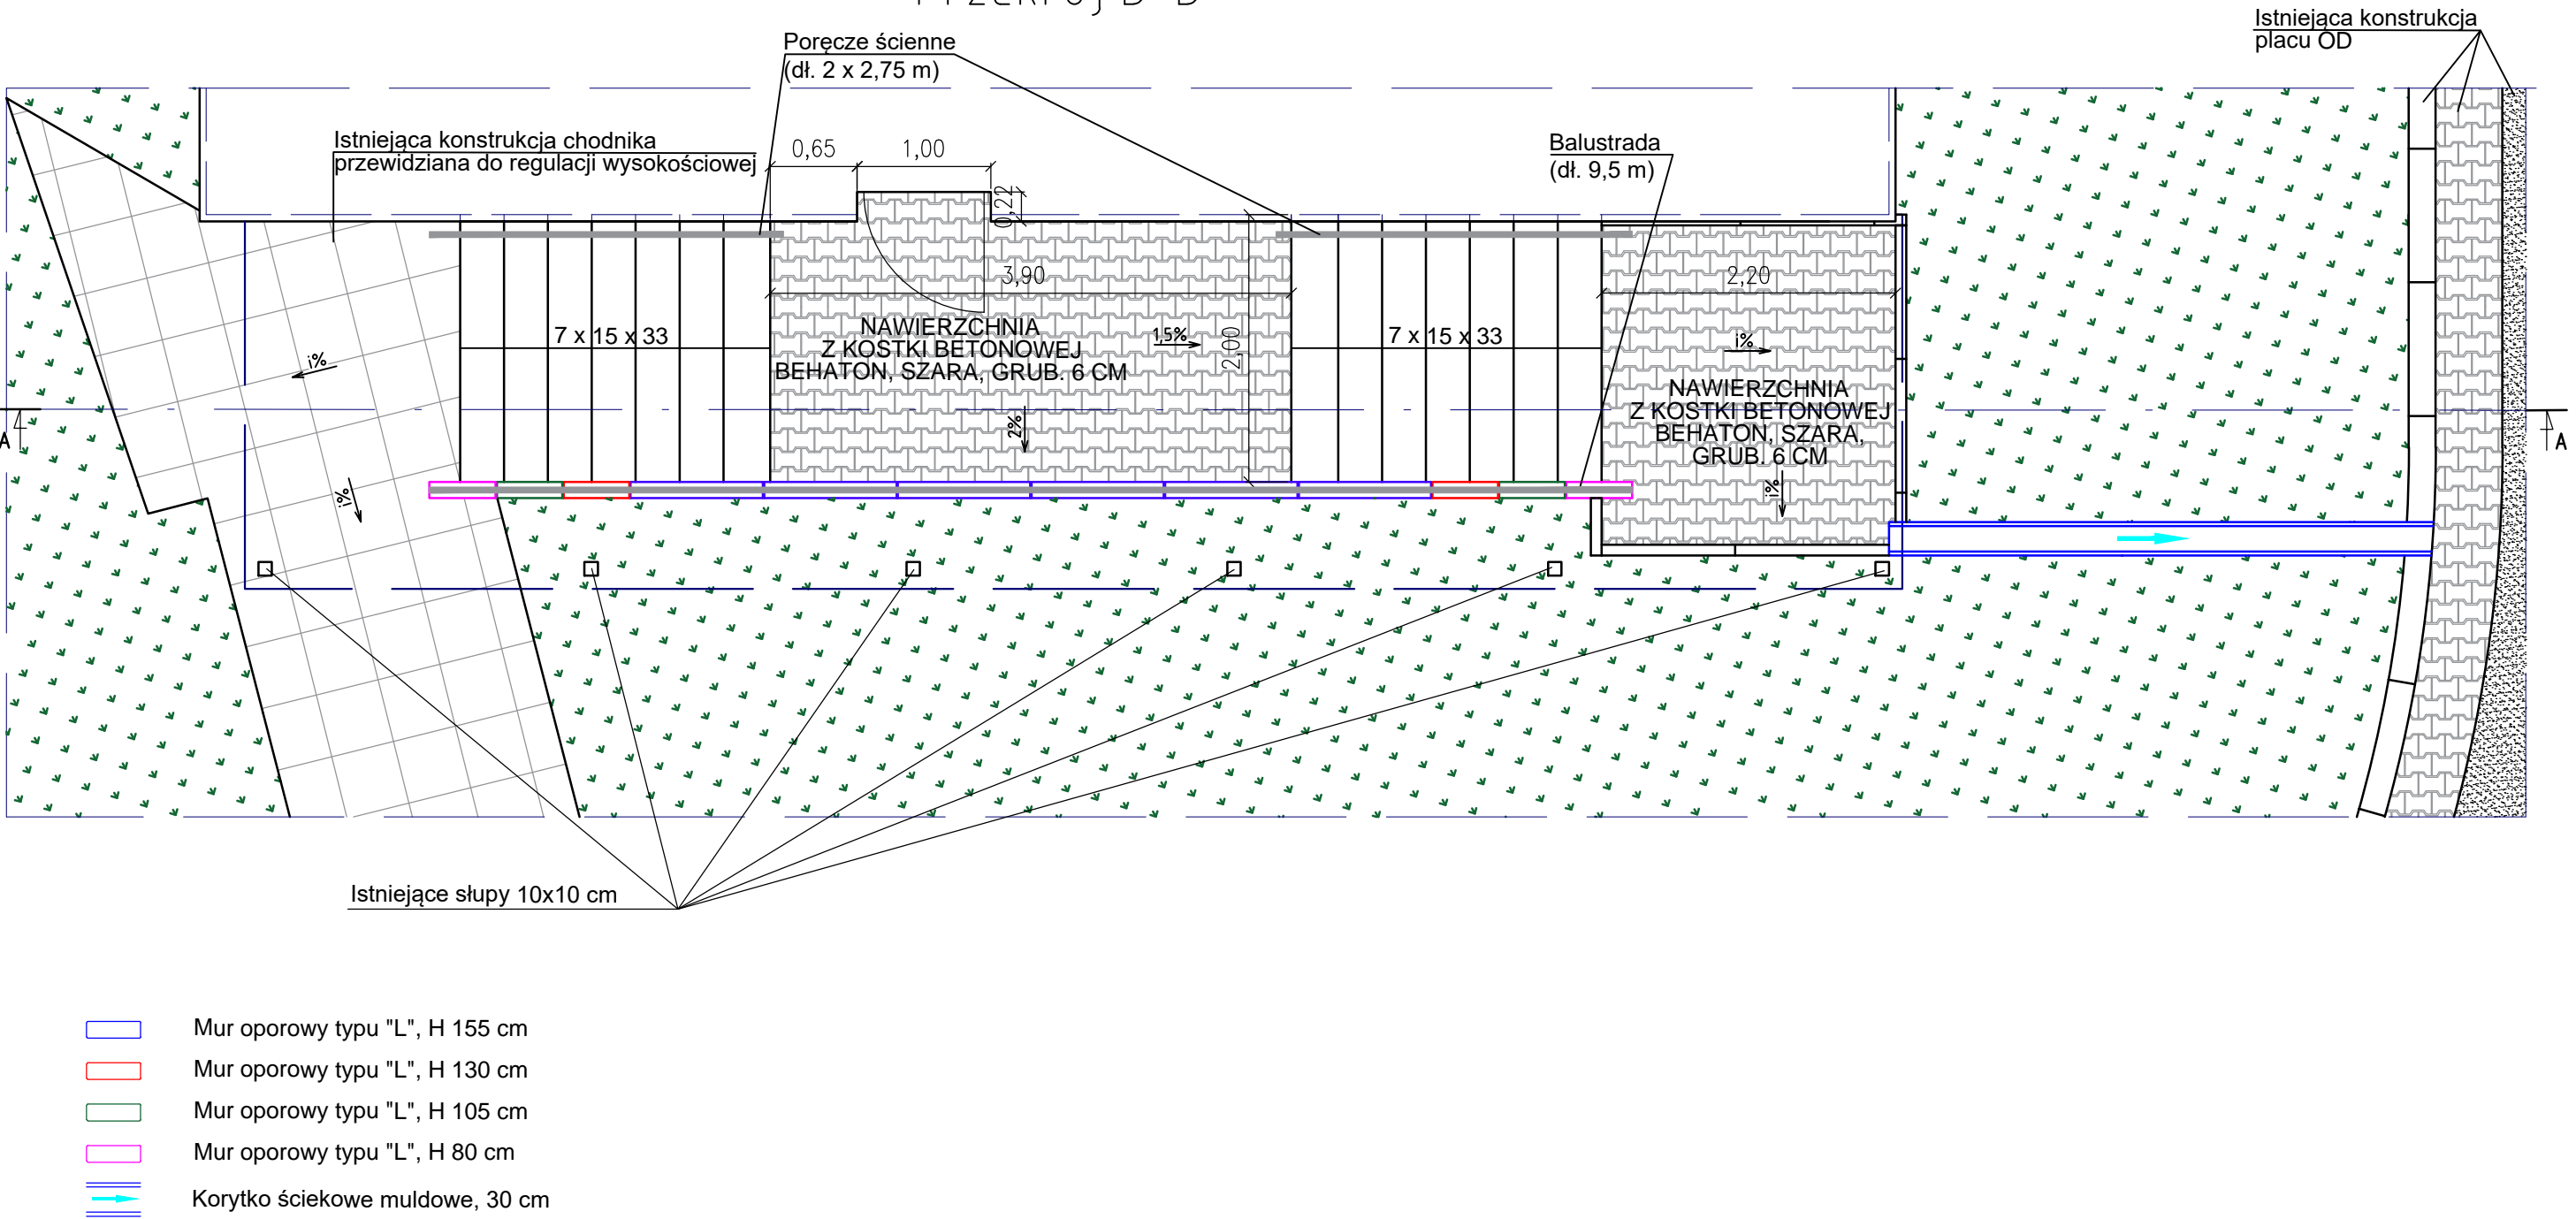 Przekrój B-B
Poręcze ścienne
(dł. 2 x 2,75 m)
Istniejąca konstrukcja
placu OD
Istniejąca konstrukcja chodnika
przewidziana do regulacji wysokościowej
0,65
1,00
0,22
Balustrada
(dł. 9,5 m)
3,90
2,20
7 x 15 x 33
NAWIERZCHNIA
Z KOSTKI BETONOWEJ
BEHATON, SZARA, GRUB. 6 CM
1,5%
2,00
7 x 15 x 33
i%
i%
NAWIERZCHNIA
Z KOSTKI BETONOWEJ
BEHATON, SZARA,
GRUB. 6 CM
2%
A
A
i%
i%
Istniejące słupy 10x10 cm
Mur oporowy typu "L", H 155 cm
Mur oporowy typu "L", H 130 cm
Mur oporowy typu "L", H 105 cm
Mur oporowy typu "L", H 80 cm
Korytko ściekowe muldowe, 30 cm